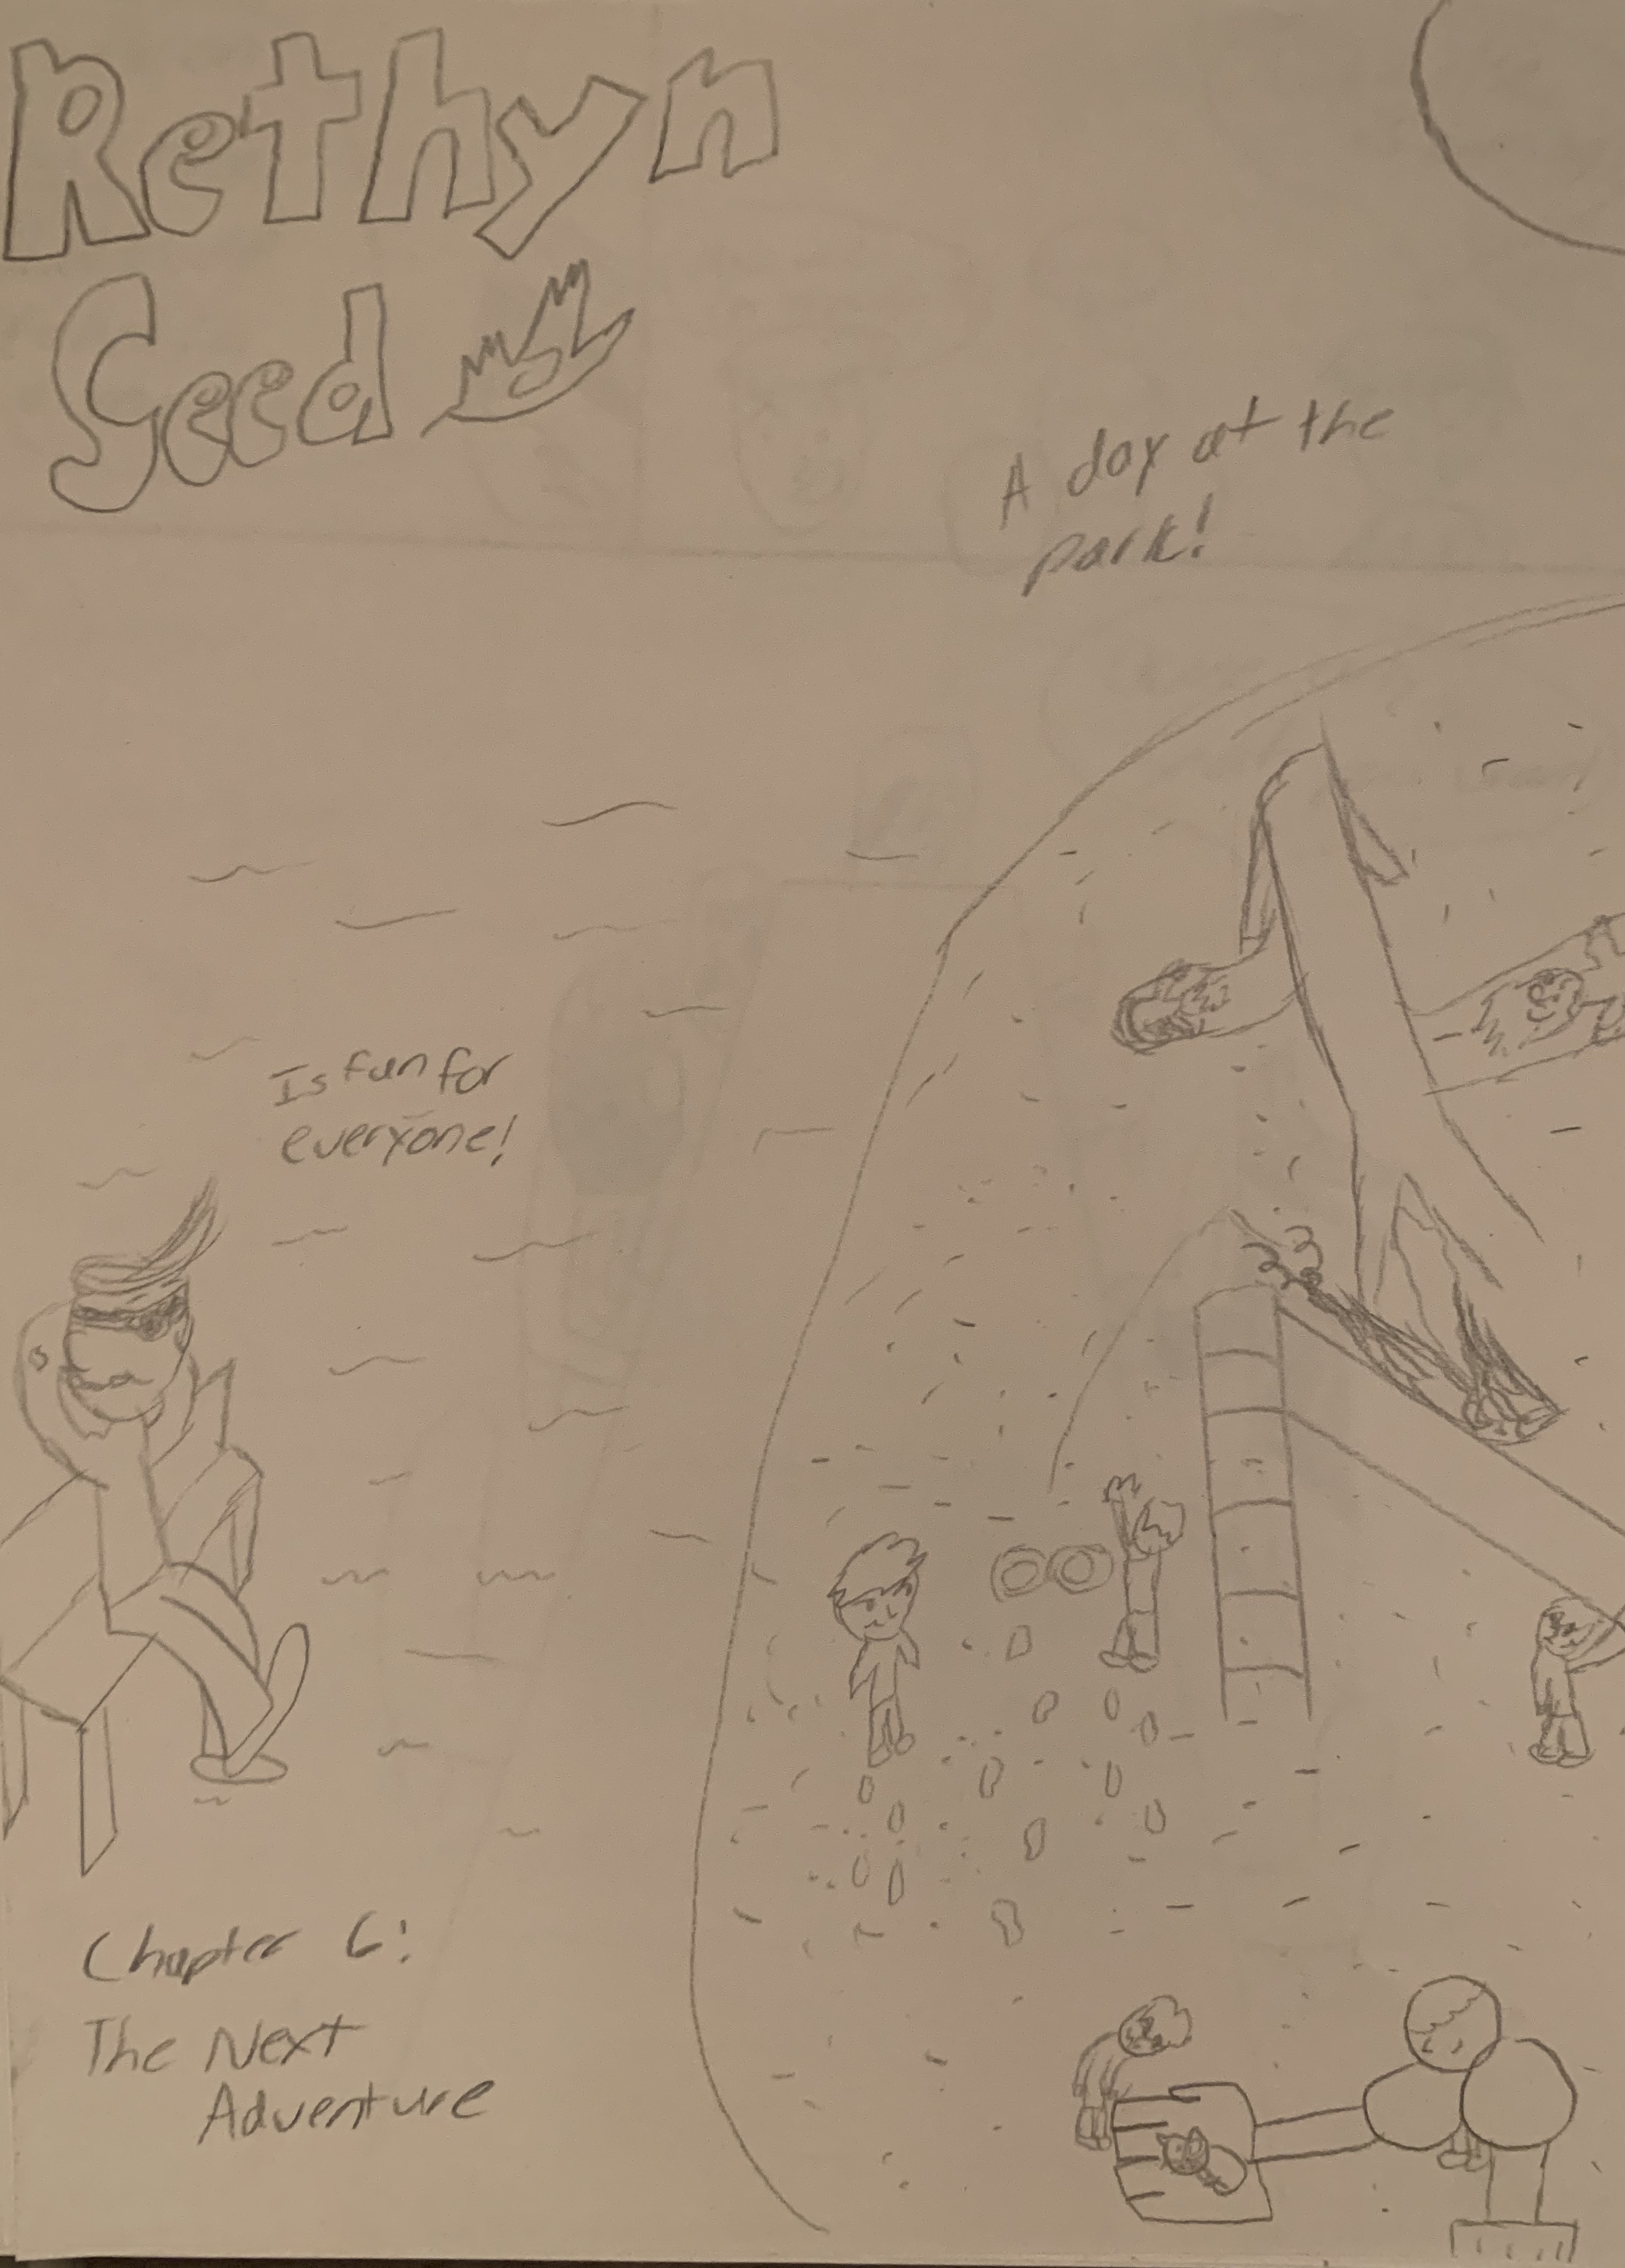 Rethyn
Seed
A day at the
park!
Is fun for
everyone!
Chapter 6:
The Next
Adventure